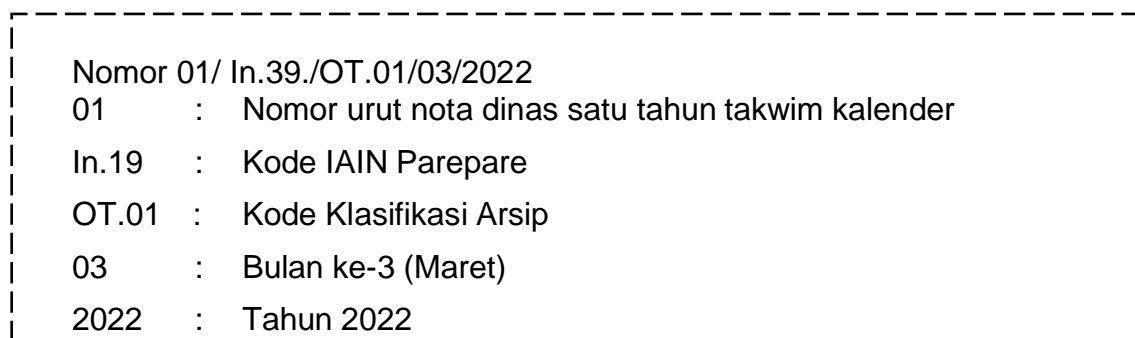 Nomor 01/ In.39./OT.01/03/2022
01 : Nomor urut nota dinas satu tahun takwim kalender
In.19 : Kode IAIN Parepare
OT.01 : Kode Klasifikasi Arsip
03 : Bulan ke-3 (Maret)
2022 : Tahun 2022